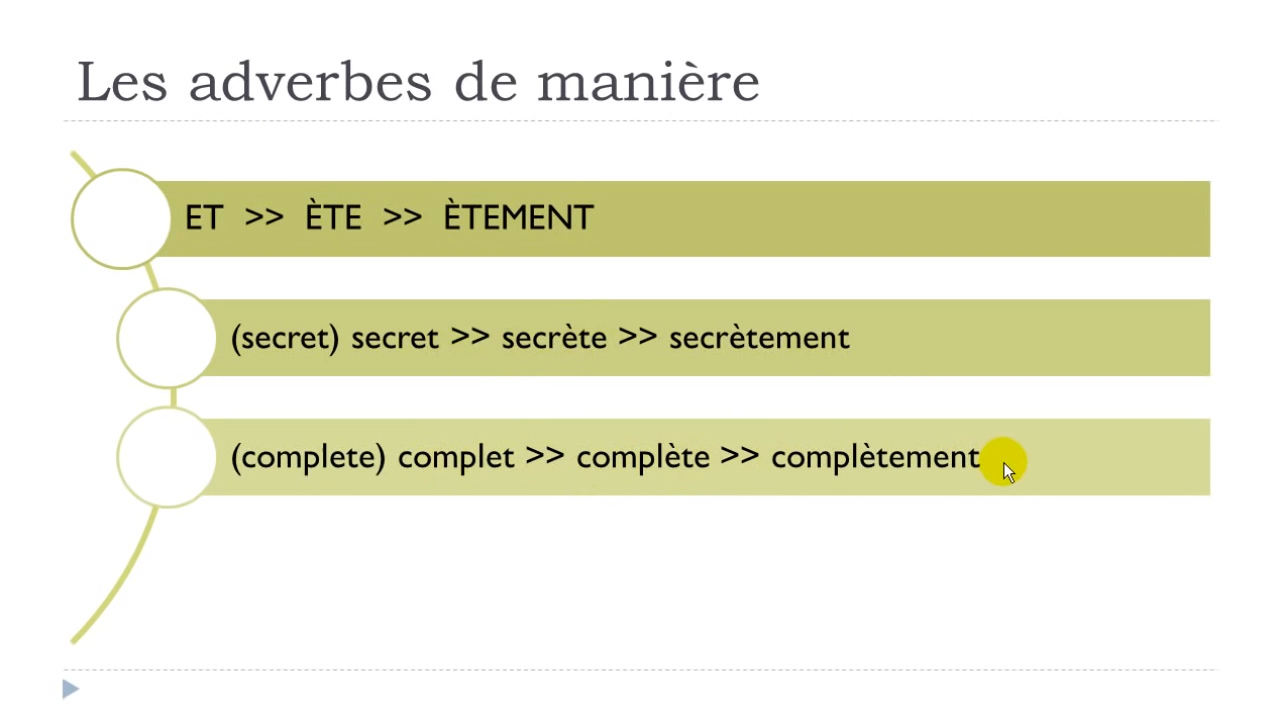 Les adverbes de manière
ET >> ÈTE >> ÈTEMENT
(secret) secret >> secrète >> secrètement
(complete) complet >> complète >> complètement